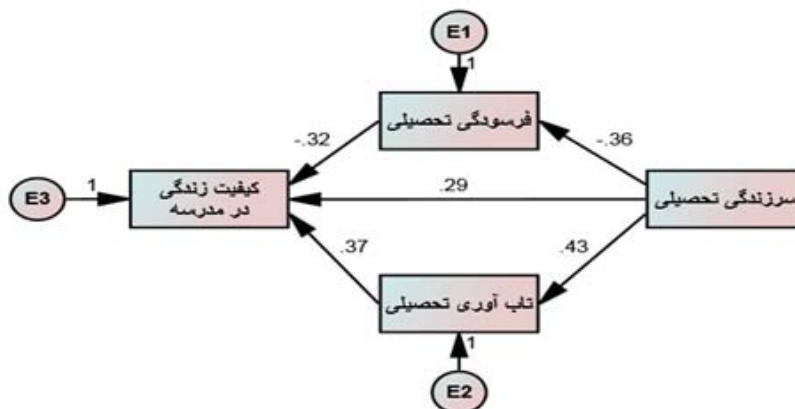 E1
1
فرسودگی تحصیلی
-.32
-.36
E3
1
کیفیت زندگی
در مدرسه
.29
سرزندگی تحصیلی
.37
.43
تاب آوری تحصیلی
1
E2